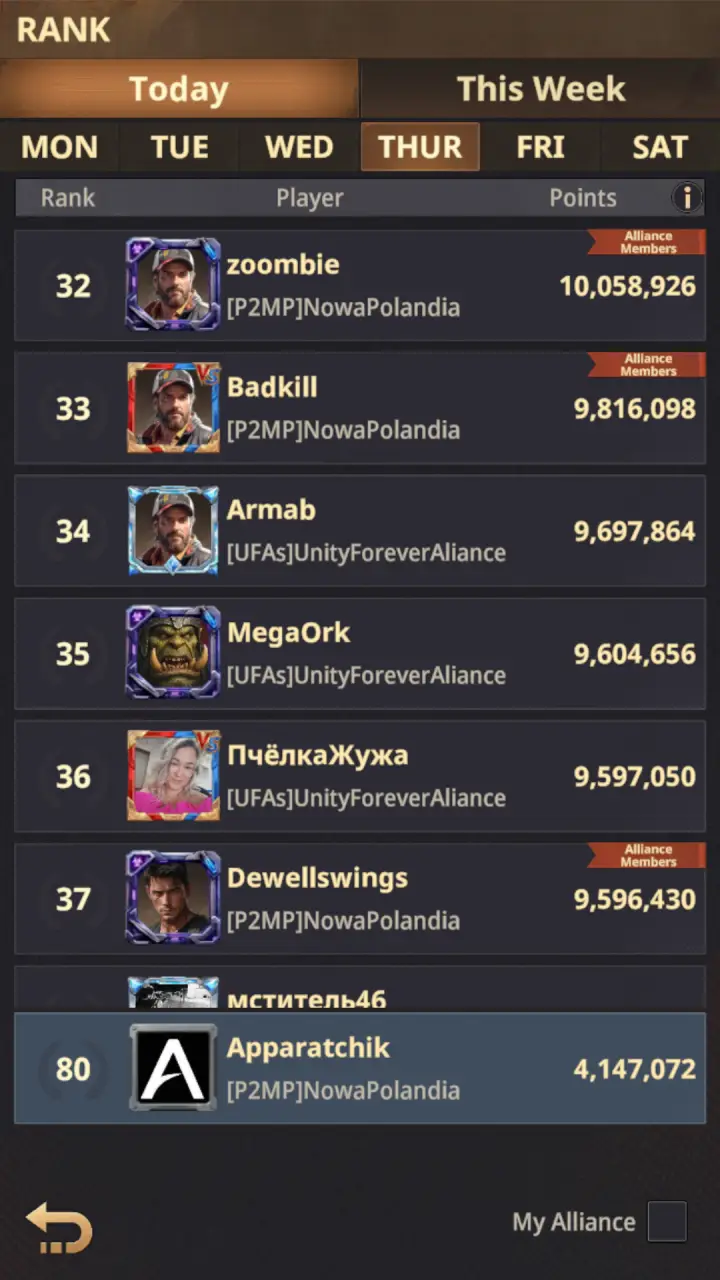 RANK
Today
This Week
MON TUE WED THUR FRI SAT
Rank Player Points i
Alliance
Members
32 zoombie 10,058,926
[P2MP]NowaPolandia
Alliance
Members
33 Badkill 9,816,098
[P2MP]NowaPolandia
34 Armab 9,697,864
[UFAs]UnityForeverAliance
35 MegaOrk 9,604,656
[UFAs]UnityForeverAliance
36 ПчёлкаЖужа 9,597,050
[UFAs]UnityForeverAliance
Alliance
Members
37 Dewellswings 9,596,430
[P2MP]NowaPolandia
мститель46
80 Apparatchik 4,147,072
[P2MP]NowaPolandia
My Alliance